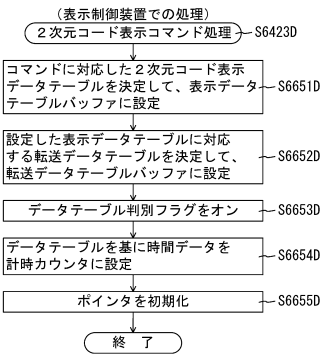 （表示制御装置での処理）
２次元コード表示コマンド処理
S6423D
コマンドに対応した２次元コード表示
データテーブルを決定して、表示データ
テーブルバッファに設定
S6651D
設定した表示データテーブルに対応
する転送データテーブルを決定して、
転送データテーブルバッファに設定
S6652D
データテーブル判別フラグをオン
S6653D
データテーブルを基に時間データを
計時カウンタに設定
S6654D
ポインタを初期化
S6655D
終 了